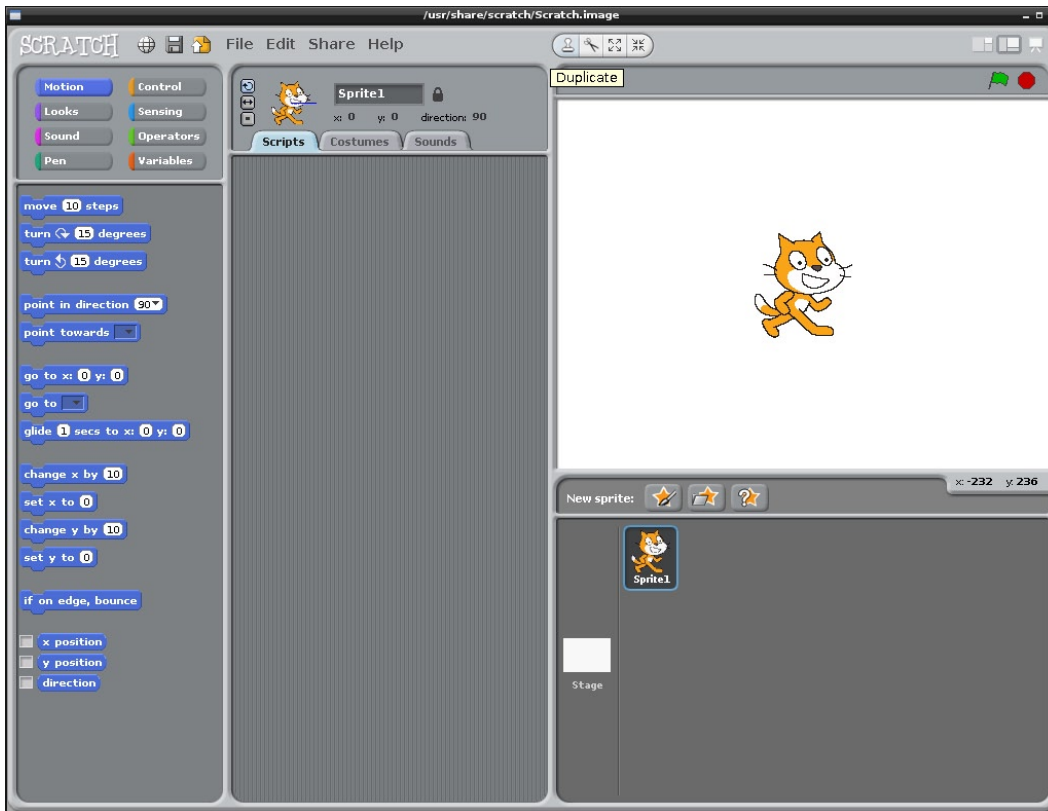 /usr/share/scratch/Scratch.image
SCRATCH File Edit Share Help
Duplicate
Motion Control
Looks Sensing
Sound Operators
Pen Variables
move 10 steps
turn 15 degrees
turn 15 degrees
point in direction 90
point towards
go to x: 0 y: 0
go to
glide 1 secs to x: 0 y: 0
change x by 10
set x to 0
change y by 10
set y to 0
if on edge, bounce
x position
y position
direction
Sprite1
x: 0 y: 0 direction: 90
Scripts Costumes Sounds
x: -232 y: 236
New sprite:
Sprite1
Stage